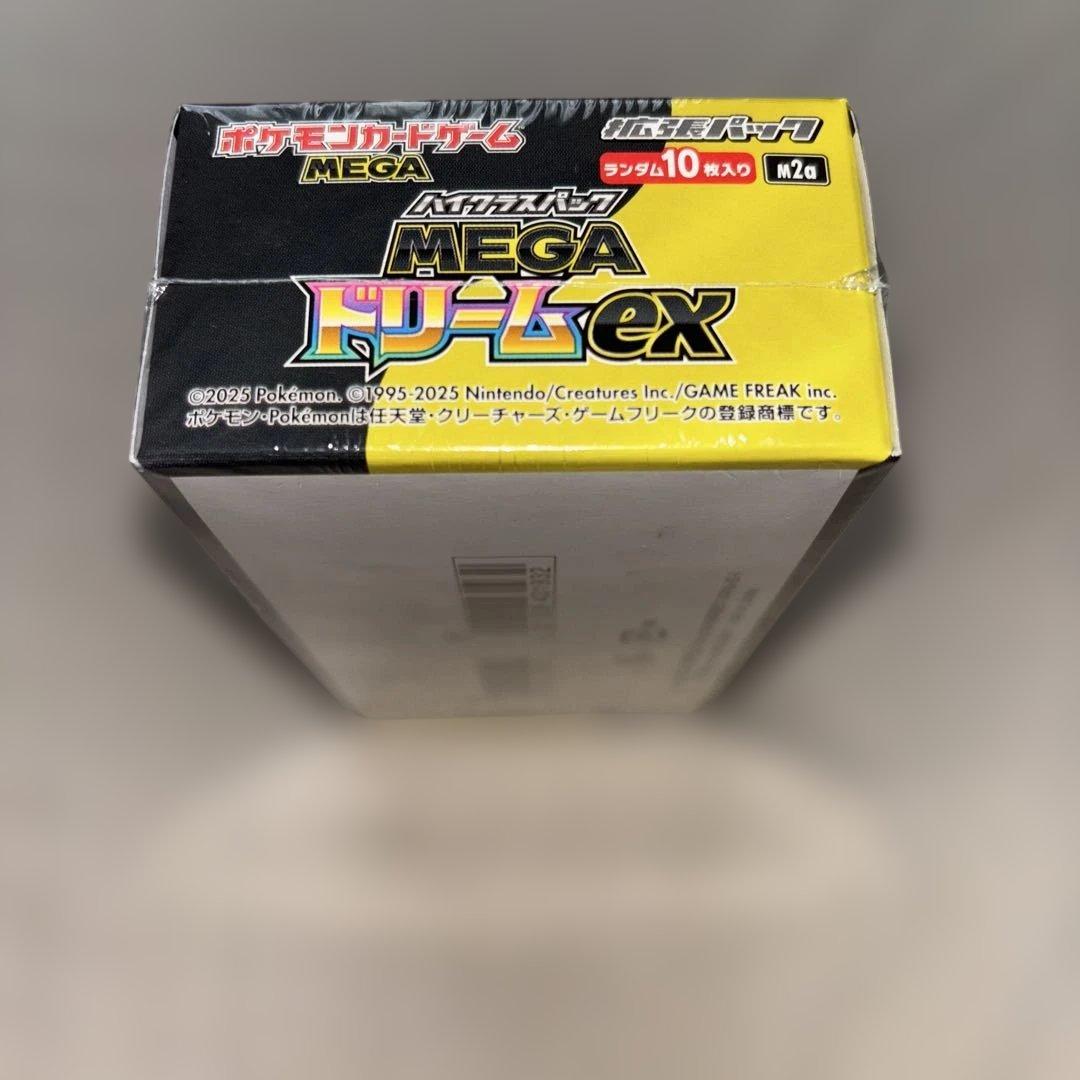 ポケモンカードゲーム
MEGA
拡張パック
ランダム10枚入り M2a
ハイクラスパック
MEGA
ドリームex
©2025 Pokémon. ©1995-2025 Nintendo/Creatures Inc./GAME FREAK inc.
ポケモン・Pokémonは任天堂・クリーチャーズ・ゲームフリークの登録商標です。
401932